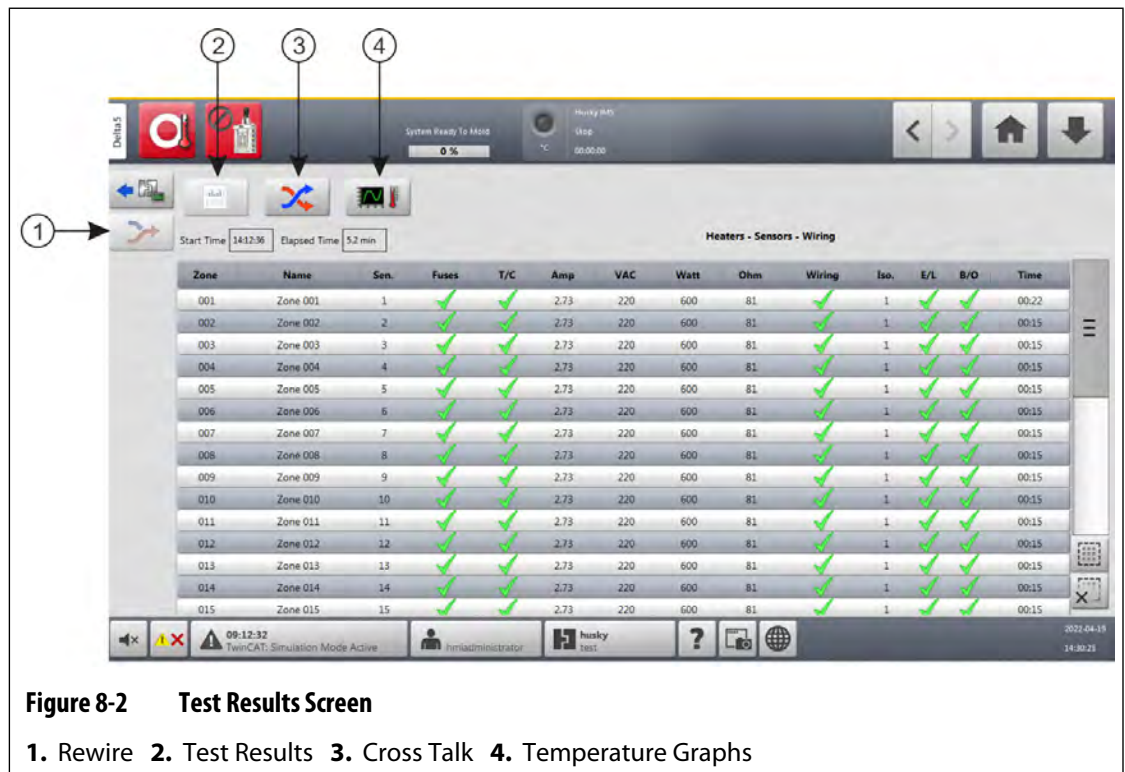 2 3 4
Delta5
System Ready To Mold
0 %
Husky IMS
Stop
°C 00:00:00
1
Start Time 14:12:36 Elapsed Time 5.2 min Heaters - Sensors - Wiring
Zone Name Sen. Fuses T/C Amp VAC Watt Ohm Wiring Iso. E/L B/O Time
001 Zone 001 1 2.73 220 600 81 1 00:22
002 Zone 002 2 2.73 220 600 81 1 00:15
003 Zone 003 3 2.73 220 600 81 1 00:15
004 Zone 004 4 2.73 220 600 81 1 00:15
005 Zone 005 5 2.73 220 600 81 1 00:15
006 Zone 006 6 2.73 220 600 81 1 00:15
007 Zone 007 7 2.73 220 600 81 1 00:15
008 Zone 008 8 2.73 220 600 81 1 00:15
009 Zone 009 9 2.73 220 600 81 1 00:15
010 Zone 010 10 2.73 220 600 81 1 00:15
011 Zone 011 11 2.73 220 600 81 1 00:15
012 Zone 012 12 2.73 220 600 81 1 00:15
013 Zone 013 13 2.73 220 600 81 1 00:15
014 Zone 014 14 2.73 220 600 81 1 00:15
015 Zone 015 15 2.73 220 600 81 1 00:15
09:12:32
TwinCAT: Simulation Mode Active
hmiadministrator
husky
test
?
2022-04-19
14:30:25
Figure 8-2 Test Results Screen
1. Rewire 2. Test Results 3. Cross Talk 4. Temperature Graphs